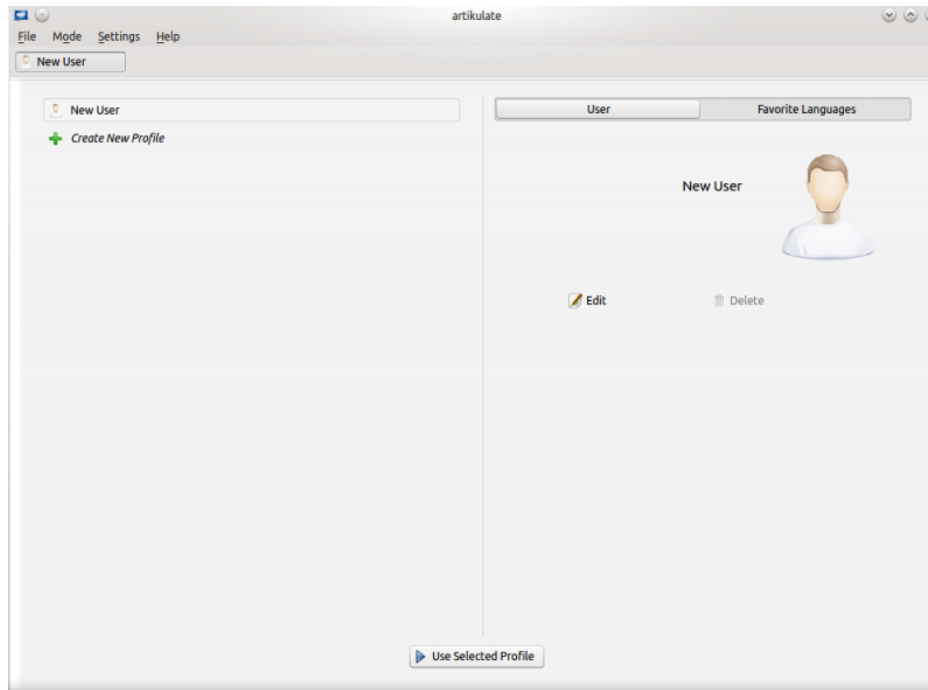 artikulate
File Mode Settings Help
New User
New User
Create New Profile
User Favorite Languages
New User
Edit Delete
Use Selected Profile